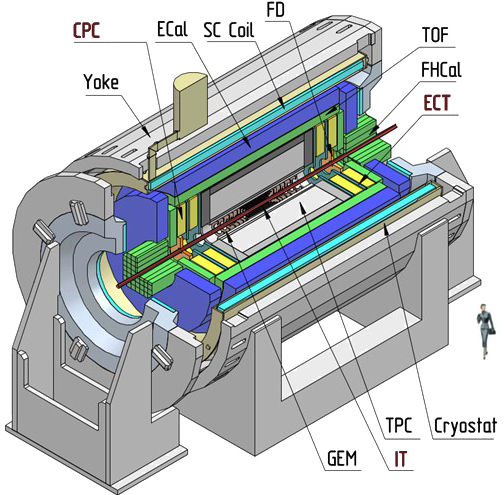 FD
CPC
ECal
SC Coil
TOF
Yoke
FHCal
ECT
TPC
Cryostat
GEM
IT